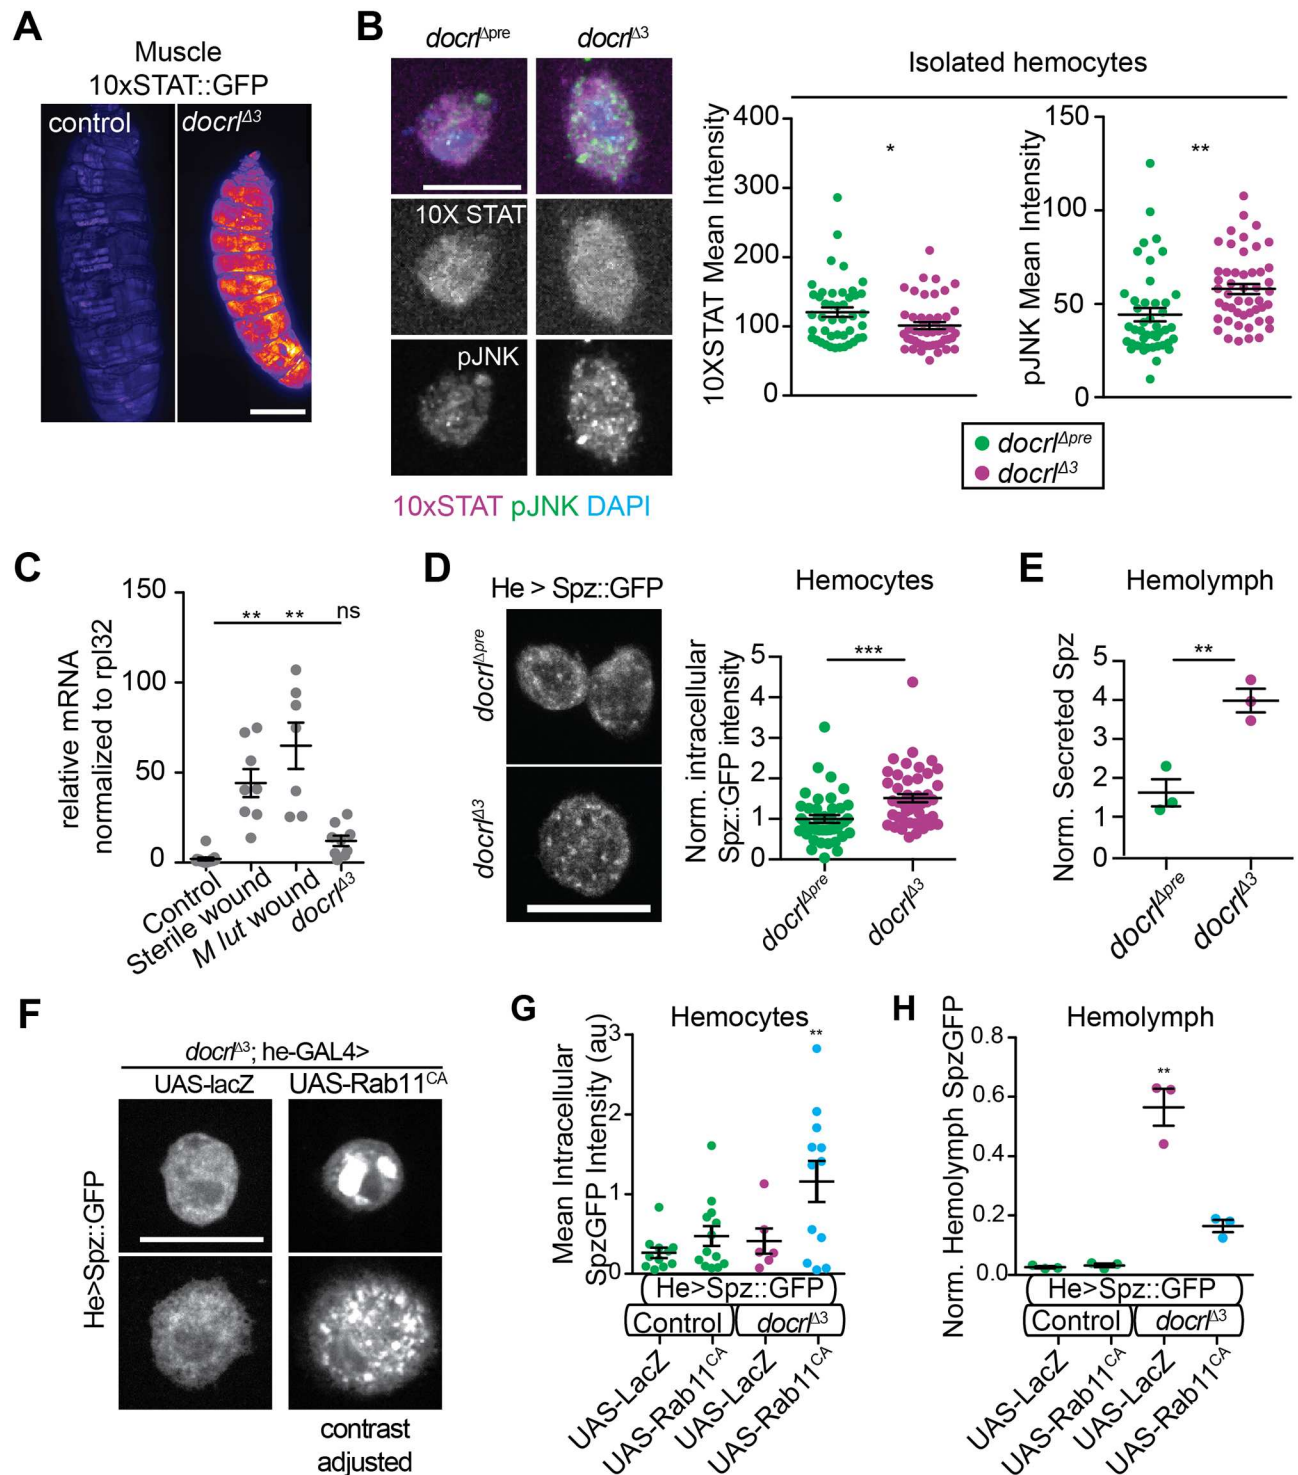 A
Muscle
10xSTAT::GFP
control
docrlΔ3
B
docrlΔpre
docrlΔ3
10X STAT
pJNK
10xSTAT pJNK DAPI
Isolated hemocytes
10XSTAT Mean Intensity
400
300
200
100
0
*
pJNK Mean Intensity
150
100
50
0
**
docrlΔpre
docrlΔ3
C
relative mRNA
normalized to rpl32
150
100
50
0
** ** ns
Control
Sterile wound
M lut wound
docrlΔ3
D
He > Spz::GFP
docrlΔpre
docrlΔ3
Hemocytes
Norm. intracellular
Spz::GFP intensity
5
4
3
2
1
0
***
docrlΔpre
docrlΔ3
E
Hemolymph
Norm. Secreted Spz
5
4
3
2
1
0
**
docrlΔpre
docrlΔ3
F
docrlΔ3; he-GAL4>
UAS-lacZ
UAS-Rab11CA
He>Spz::GFP
contrast
adjusted
G
Hemocytes
Mean Intracellular
SpzGFP Intensity (au)
3
2
1
0
**
He>Spz::GFP
Control
docrlΔ3
UAS-LacZ
UAS-Rab11CA
UAS-LacZ
UAS-Rab11CA
H
Hemolymph
Norm. Hemolymph SpzGFP
0.8
0.6
0.4
0.2
0.0
**
He>Spz::GFP
Control
docrlΔ3
UAS-LacZ
UAS-Rab11CA
UAS-LacZ
UAS-Rab11CA